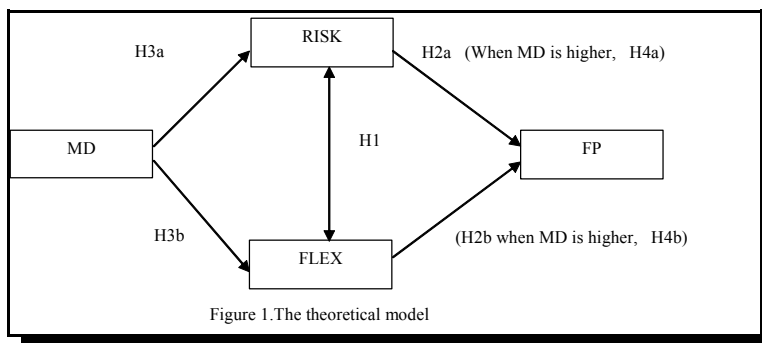 RISK
H3a
H2a (When MD is higher, H4a)
MD
H1
FP
H3b
(H2b when MD is higher, H4b)
FLEX
Figure 1.The theoretical model